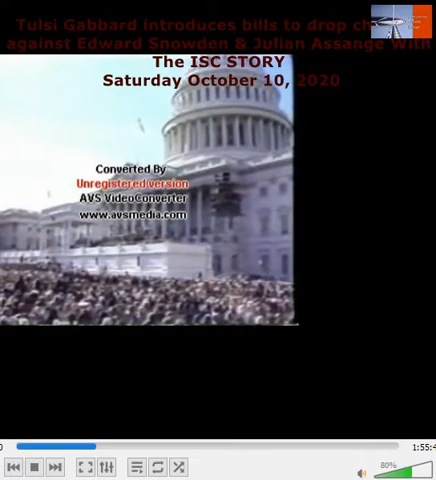 Tulsi Gabbard introduces bills to drop ch
against Edward Snowden & Julian Assange With
The ISC STORY
Saturday October 10, 2020
Converted By
Unregistered version
AVS VideoConverter
www.avsmedia.com
0 1:55:4
80%